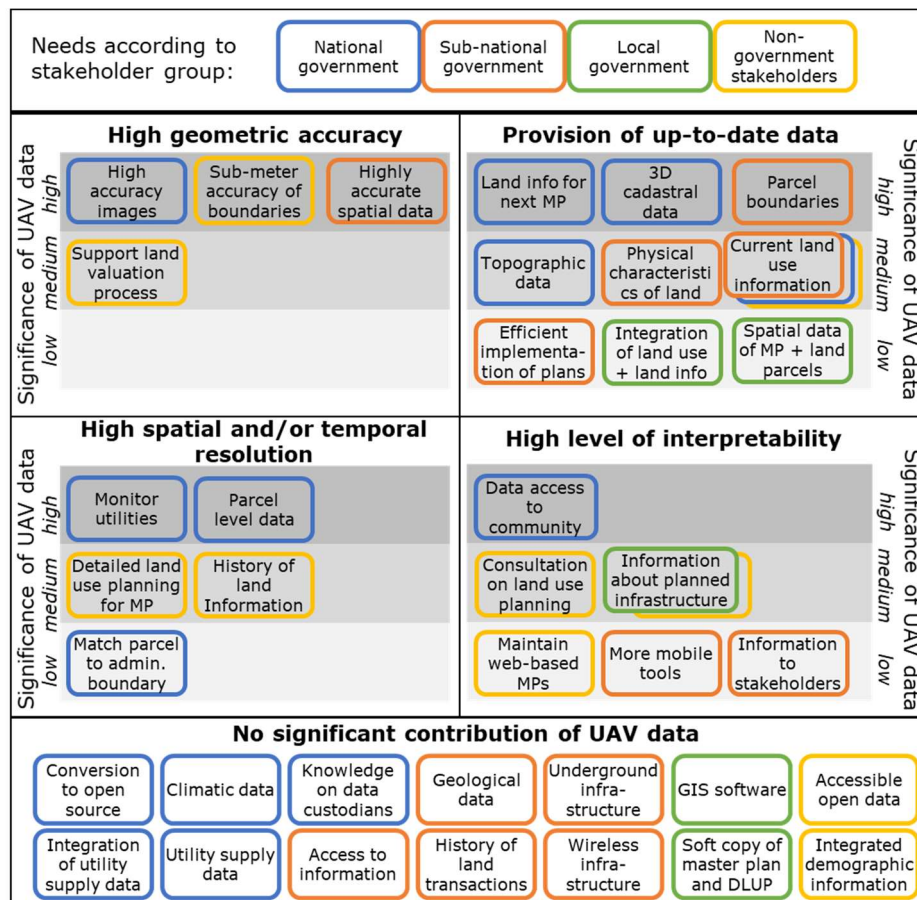 Needs according to
stakeholder group:
National
government
Sub-national
government
Local
government
Non-
government
stakeholders
High geometric accuracy
Significance of UAV data
high
medium
low
High
accuracy
images
Sub-meter
accuracy of
boundaries
Highly
accurate
spatial data
Support land
valuation
process
Provision of up-to-date data
Significance of UAV data
high
medium
low
Land info for
next MP
3D
cadastral
data
Parcel
boundaries
Topographic
data
Physical
characteristi
cs of land
Current land
use
information
Efficient
implementa-
tion of plans
Integration
of land use
+ land info
Spatial data
of MP + land
parcels
High spatial and/or temporal
resolution
Significance of UAV data
high
medium
low
Monitor
utilities
Parcel
level data
Detailed land
use planning
for MP
History of
land
Information
Match parcel
to admin.
boundary
High level of interpretability
Significance of UAV data
high
medium
low
Data access
to
community
Consultation
on land use
planning
Information
about planned
infrastructure
Maintain
web-based
MPs
More mobile
tools
Information
to
stakeholders
No significant contribution of UAV data
Conversion
to open
source
Climatic data
Knowledge
on data
custodians
Geological
data
Underground
infra-
structure
GIS software
Accessible
open data
Integration
of utility
supply data
Utility supply
data
Access to
information
History of
land
transactions
Wireless
infra-
structure
Soft copy of
master plan
and DLUP
Integrated
demographic
information